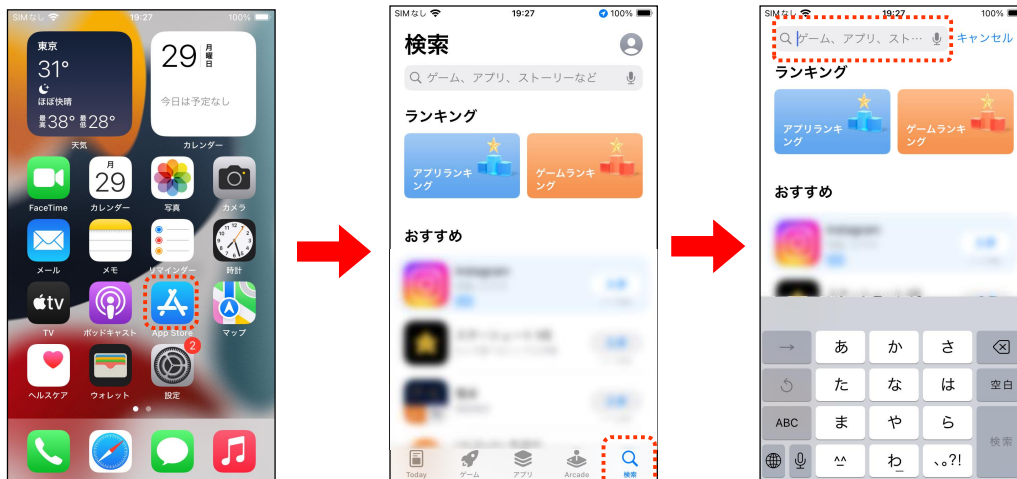 SIMなし 19:27 100%
東京
31°
ほぼ快晴
最高38° 最低28°
天気
29 月曜日
今日は予定なし
カレンダー
FaceTime
月
29
カレンダー
写真
カメラ
メール
メモ
リマインダー
時計
tv
TV
ポッドキャスト
App Store
マップ
ヘルスケア
ウォレット
2
設定
SIMなし 19:27 100%
検索
ゲーム、アプリ、ストーリーなど
ランキング
アプリランキ
ング
ゲームランキ
ング
おすすめ
Today
ゲーム
アプリ
Arcade
検索
SIMなし 19:27 100%
ゲーム、アプリ、スト… キャンセル
ランキング
アプリランキ
ング
ゲームランキ
ング
おすすめ
→ あ か さ
た な は 空白
ABC ま や ら
検索
^^ わ 、。?!